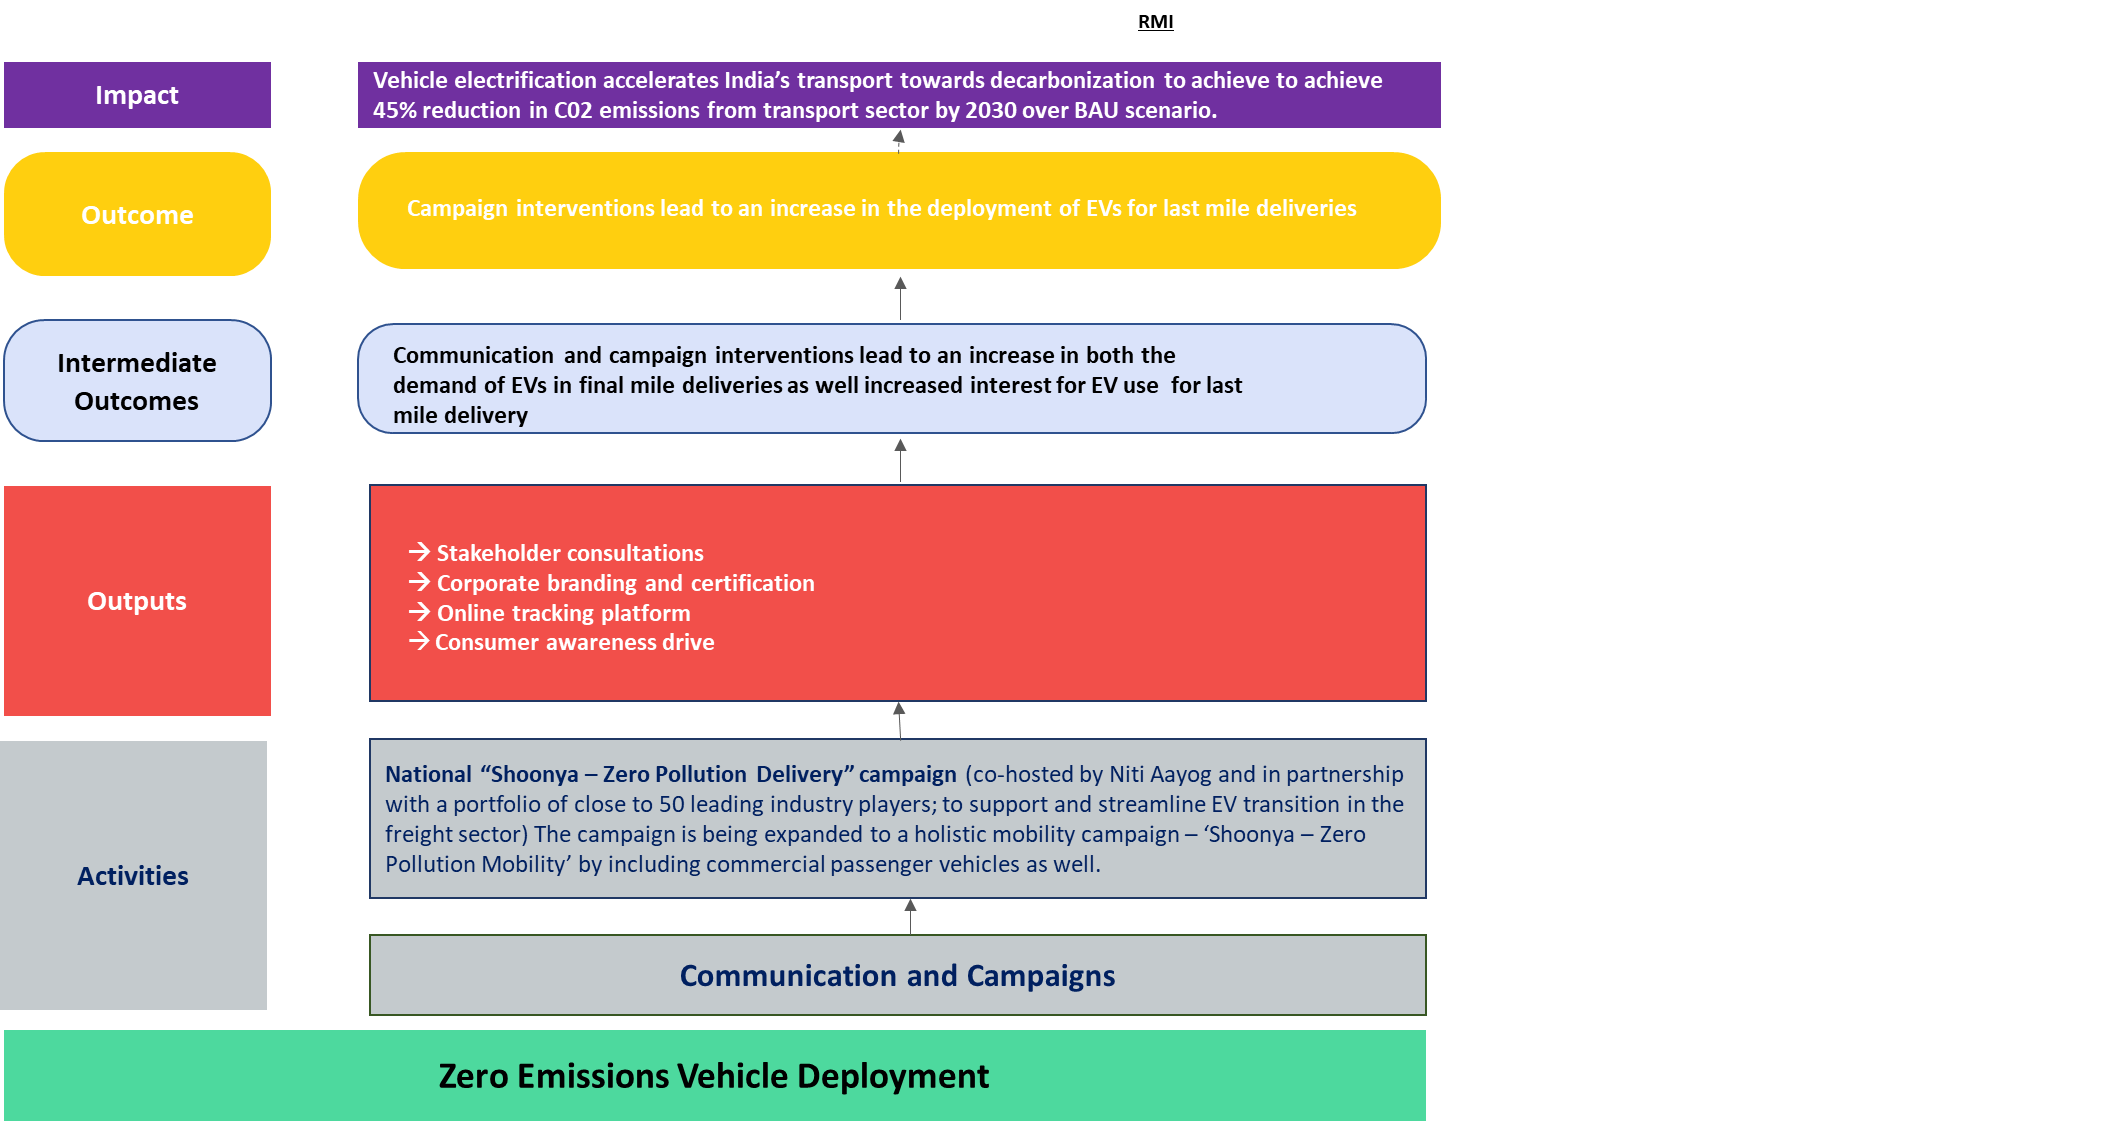 RMI
Impact
Vehicle electrification accelerates India’s transport towards decarbonization to achieve to achieve
45% reduction in C02 emissions from transport sector by 2030 over BAU scenario.
Outcome
Campaign interventions lead to an increase in the deployment of EVs for last mile deliveries
Intermediate
Outcomes
Communication and campaign interventions lead to an increase in both the
demand of EVs in final mile deliveries as well increased interest for EV use for last
mile delivery
Outputs
→ Stakeholder consultations
→ Corporate branding and certification
→ Online tracking platform
→ Consumer awareness drive
Activities
National “Shoonya – Zero Pollution Delivery” campaign (co-hosted by Niti Aayog and in partnership
with a portfolio of close to 50 leading industry players; to support and streamline EV transition in the
freight sector) The campaign is being expanded to a holistic mobility campaign – ‘Shoonya – Zero
Pollution Mobility’ by including commercial passenger vehicles as well.
Communication and Campaigns
Zero Emissions Vehicle Deployment